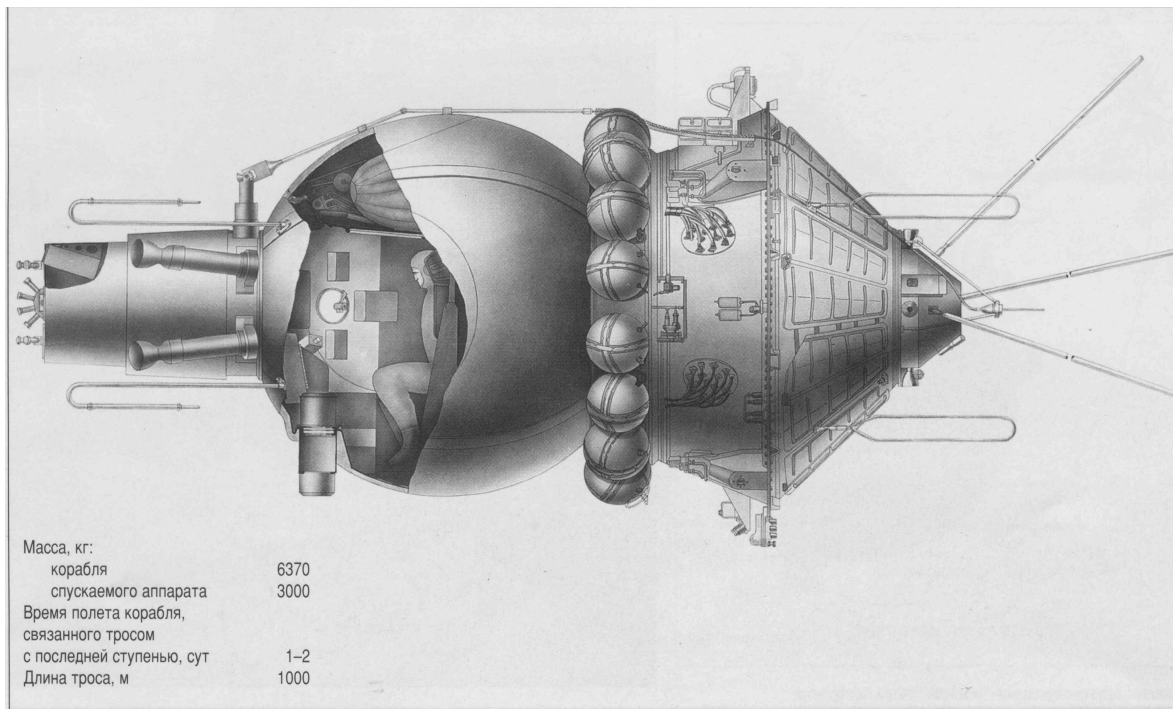 Масса, кг:
корабля 6370
спускаемого аппарата 3000
Время полета корабля,
связанного тросом
с последней ступенью, сут 1–2
Длина троса, м 1000